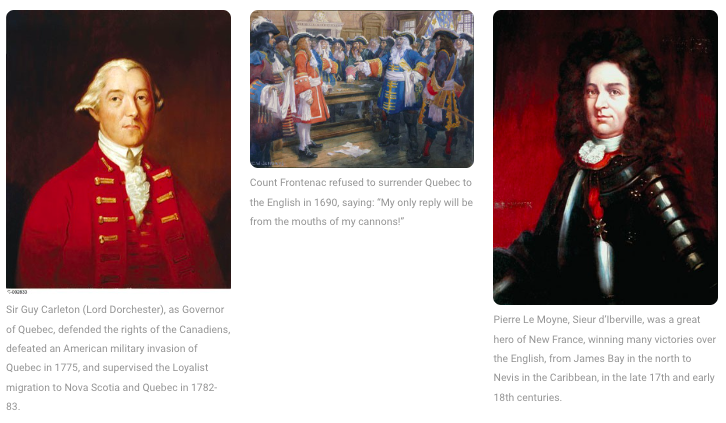 Sir Guy Carleton (Lord Dorchester), as Governor
of Quebec, defended the rights of the Canadiens,
defeated an American military invasion of
Quebec in 1775, and supervised the Loyalist
migration to Nova Scotia and Quebec in 1782-
83.
Count Frontenac refused to surrender Quebec to
the English in 1690, saying: “My only reply will be
from the mouths of my cannons!”
Pierre Le Moyne, Sieur d’Iberville, was a great
hero of New France, winning many victories over
the English, from James Bay in the north to
Nevis in the Caribbean, in the late 17th and early
18th centuries.